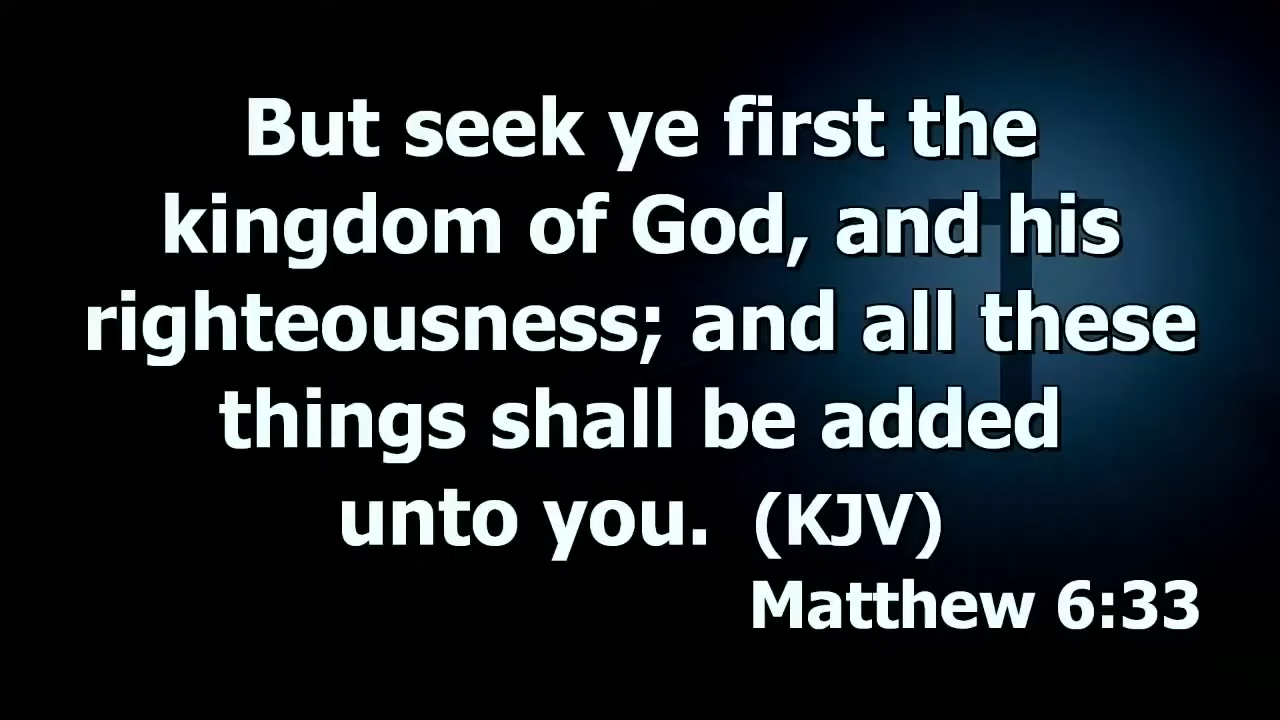 But seek ye first the
kingdom of God, and his
righteousness; and all these
things shall be added
unto you. (KJV)
Matthew 6:33